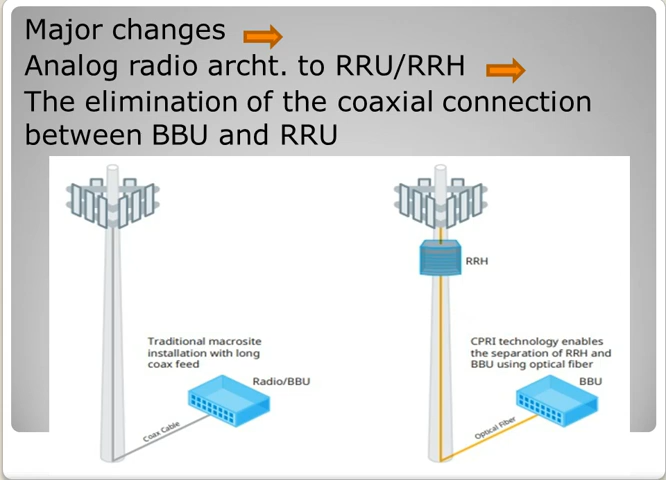 Major changes
Analog radio archt. to RRU/RRH
The elimination of the coaxial connection
between BBU and RRU
RRH
Traditional macrosite
installation with long
coax feed
Radio/BBU
Coax Cable
CPRI technology enables
the separation of RRH and
BBU using optical fiber
BBU
Optical Fiber